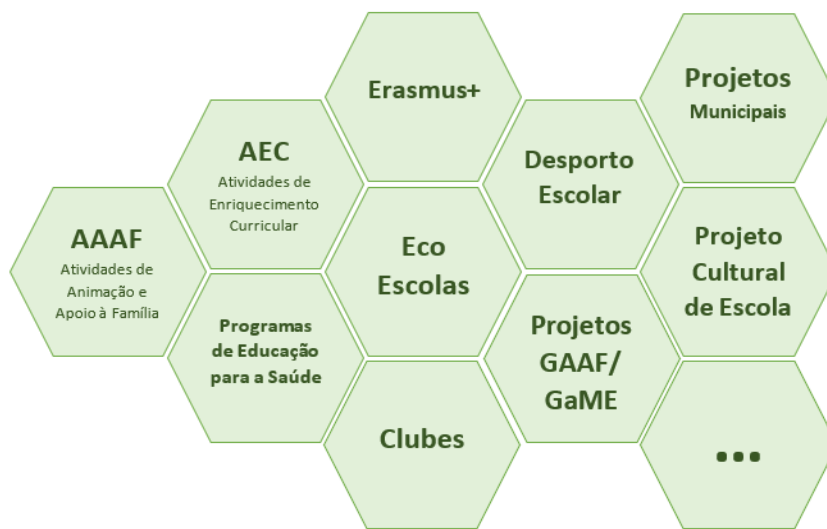 AAAF
Atividades de
Animação e
Apoio à Família
AEC
Atividades de
Enriquecimento
Curricular
Programas
de Educação
para a Saúde
Erasmus+
Eco
Escolas
Clubes
Desporto
Escolar
Projetos
GAAF/
GaME
Projetos
Municipais
Projeto
Cultural
de Escola
...